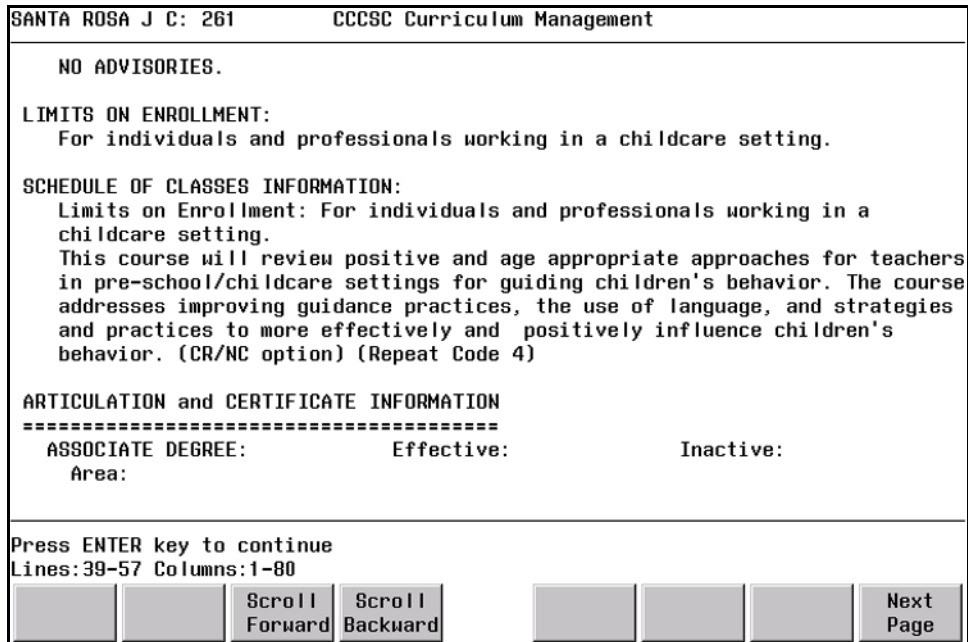 SANTA ROSA J C: 261 CCCSC Curriculum Management
NO ADVISORIES.
LIMITS ON ENROLLMENT:
For individuals and professionals working in a childcare setting.
SCHEDULE OF CLASSES INFORMATION:
Limits on Enrollment: For individuals and professionals working in a
childcare setting.
This course will review positive and age appropriate approaches for teachers
in pre-school/childcare settings for guiding children's behavior. The course
addresses improving guidance practices, the use of language, and strategies
and practices to more effectively and positively influence children's
behavior. (CR/NC option) (Repeat Code 4)
ARTICULATION and CERTIFICATE INFORMATION
========================================
ASSOCIATE DEGREE: Effective: Inactive:
Area:
Press ENTER key to continue
Lines:39-57 Columns:1-80
Scroll Scroll Next
Forward Backward Page